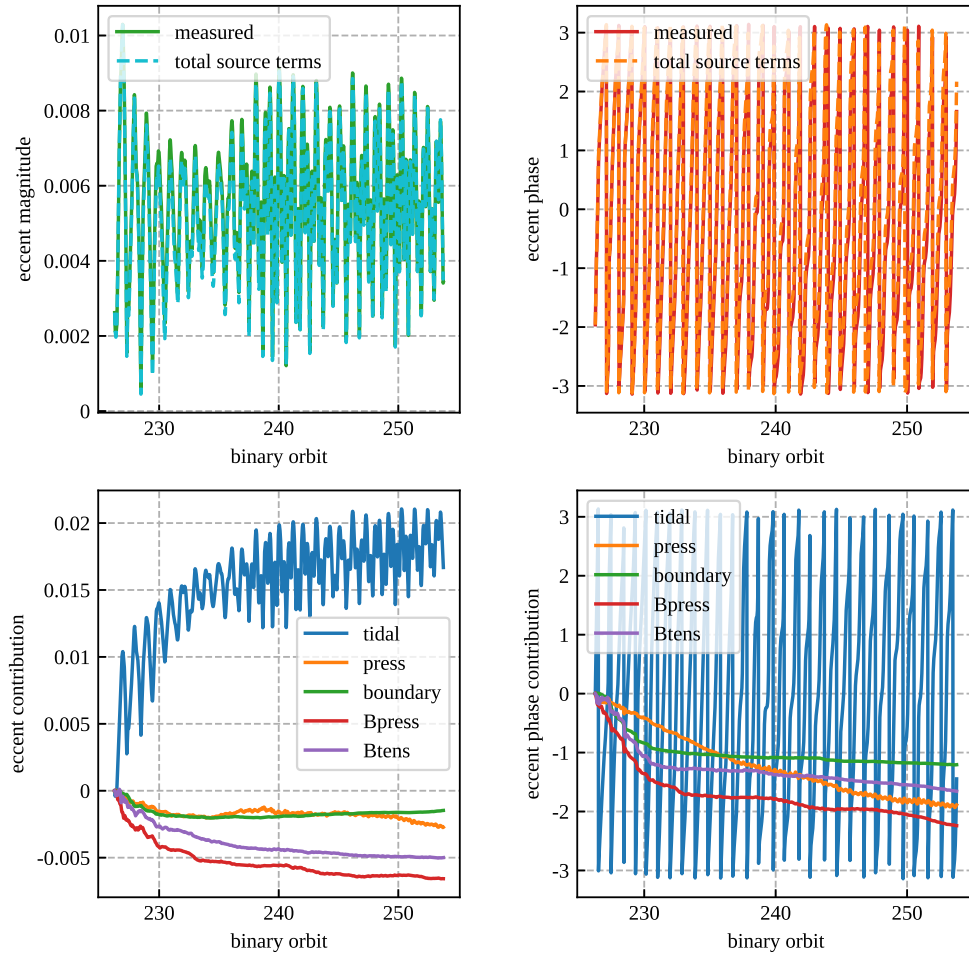 measured
total source terms
0.01
0.008
0.006
0.004
0.002
0
eccent magnitude
230
240
250
binary orbit
measured
total source terms
3
2
1
0
-1
-2
-3
eccent phase
230
240
250
binary orbit
0.02
0.015
0.01
0.005
0
-0.005
eccent contribution
tidal
press
boundary
Bpress
Btens
230
240
250
binary orbit
tidal
press
boundary
Bpress
Btens
3
2
1
0
-1
-2
-3
eccent phase contribution
230
240
250
binary orbit